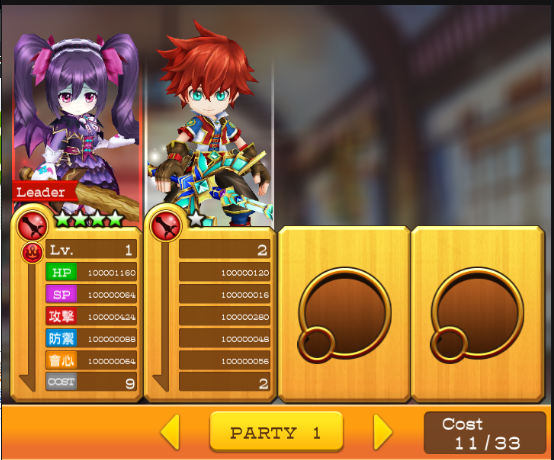 Leader
Lv. 1 2
HP 100001160 100000120
SP 100000064 100000016
攻擊 100000424 100000280
防禦 100000088 100000048
會心 100000064 100000056
COST 9 2
PARTY 1
Cost
11/33